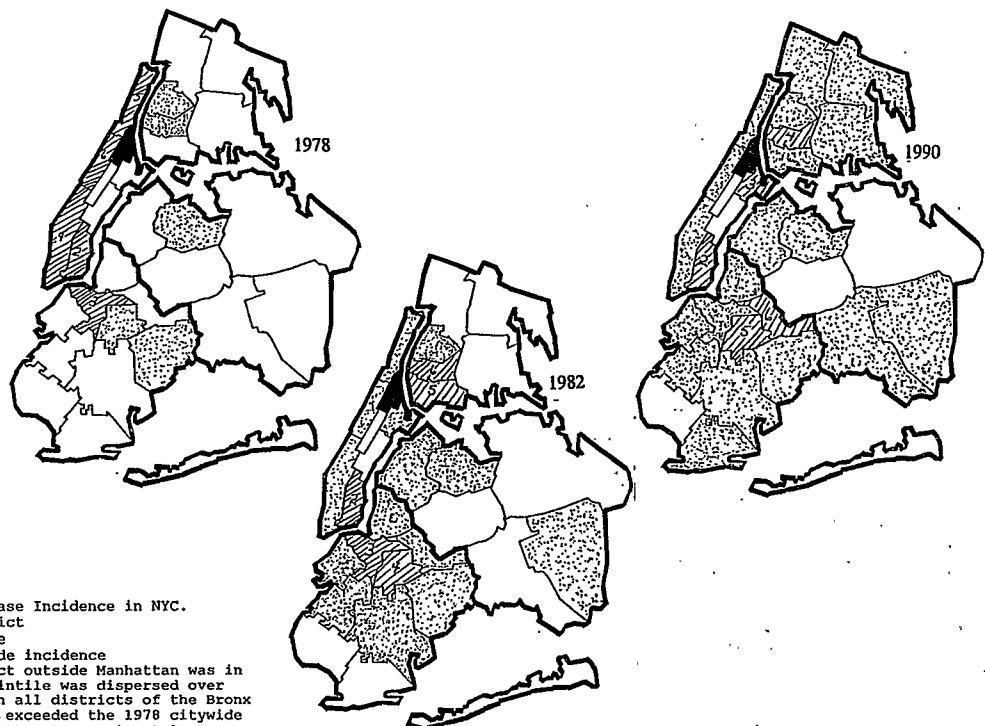 1978
1990
1982
ase Incidence in NYC.
ict
e
de incidence
ct outside Manhattan was in
intile was dispersed over
n all districts of the Bronx
exceeded the 1978 citywide